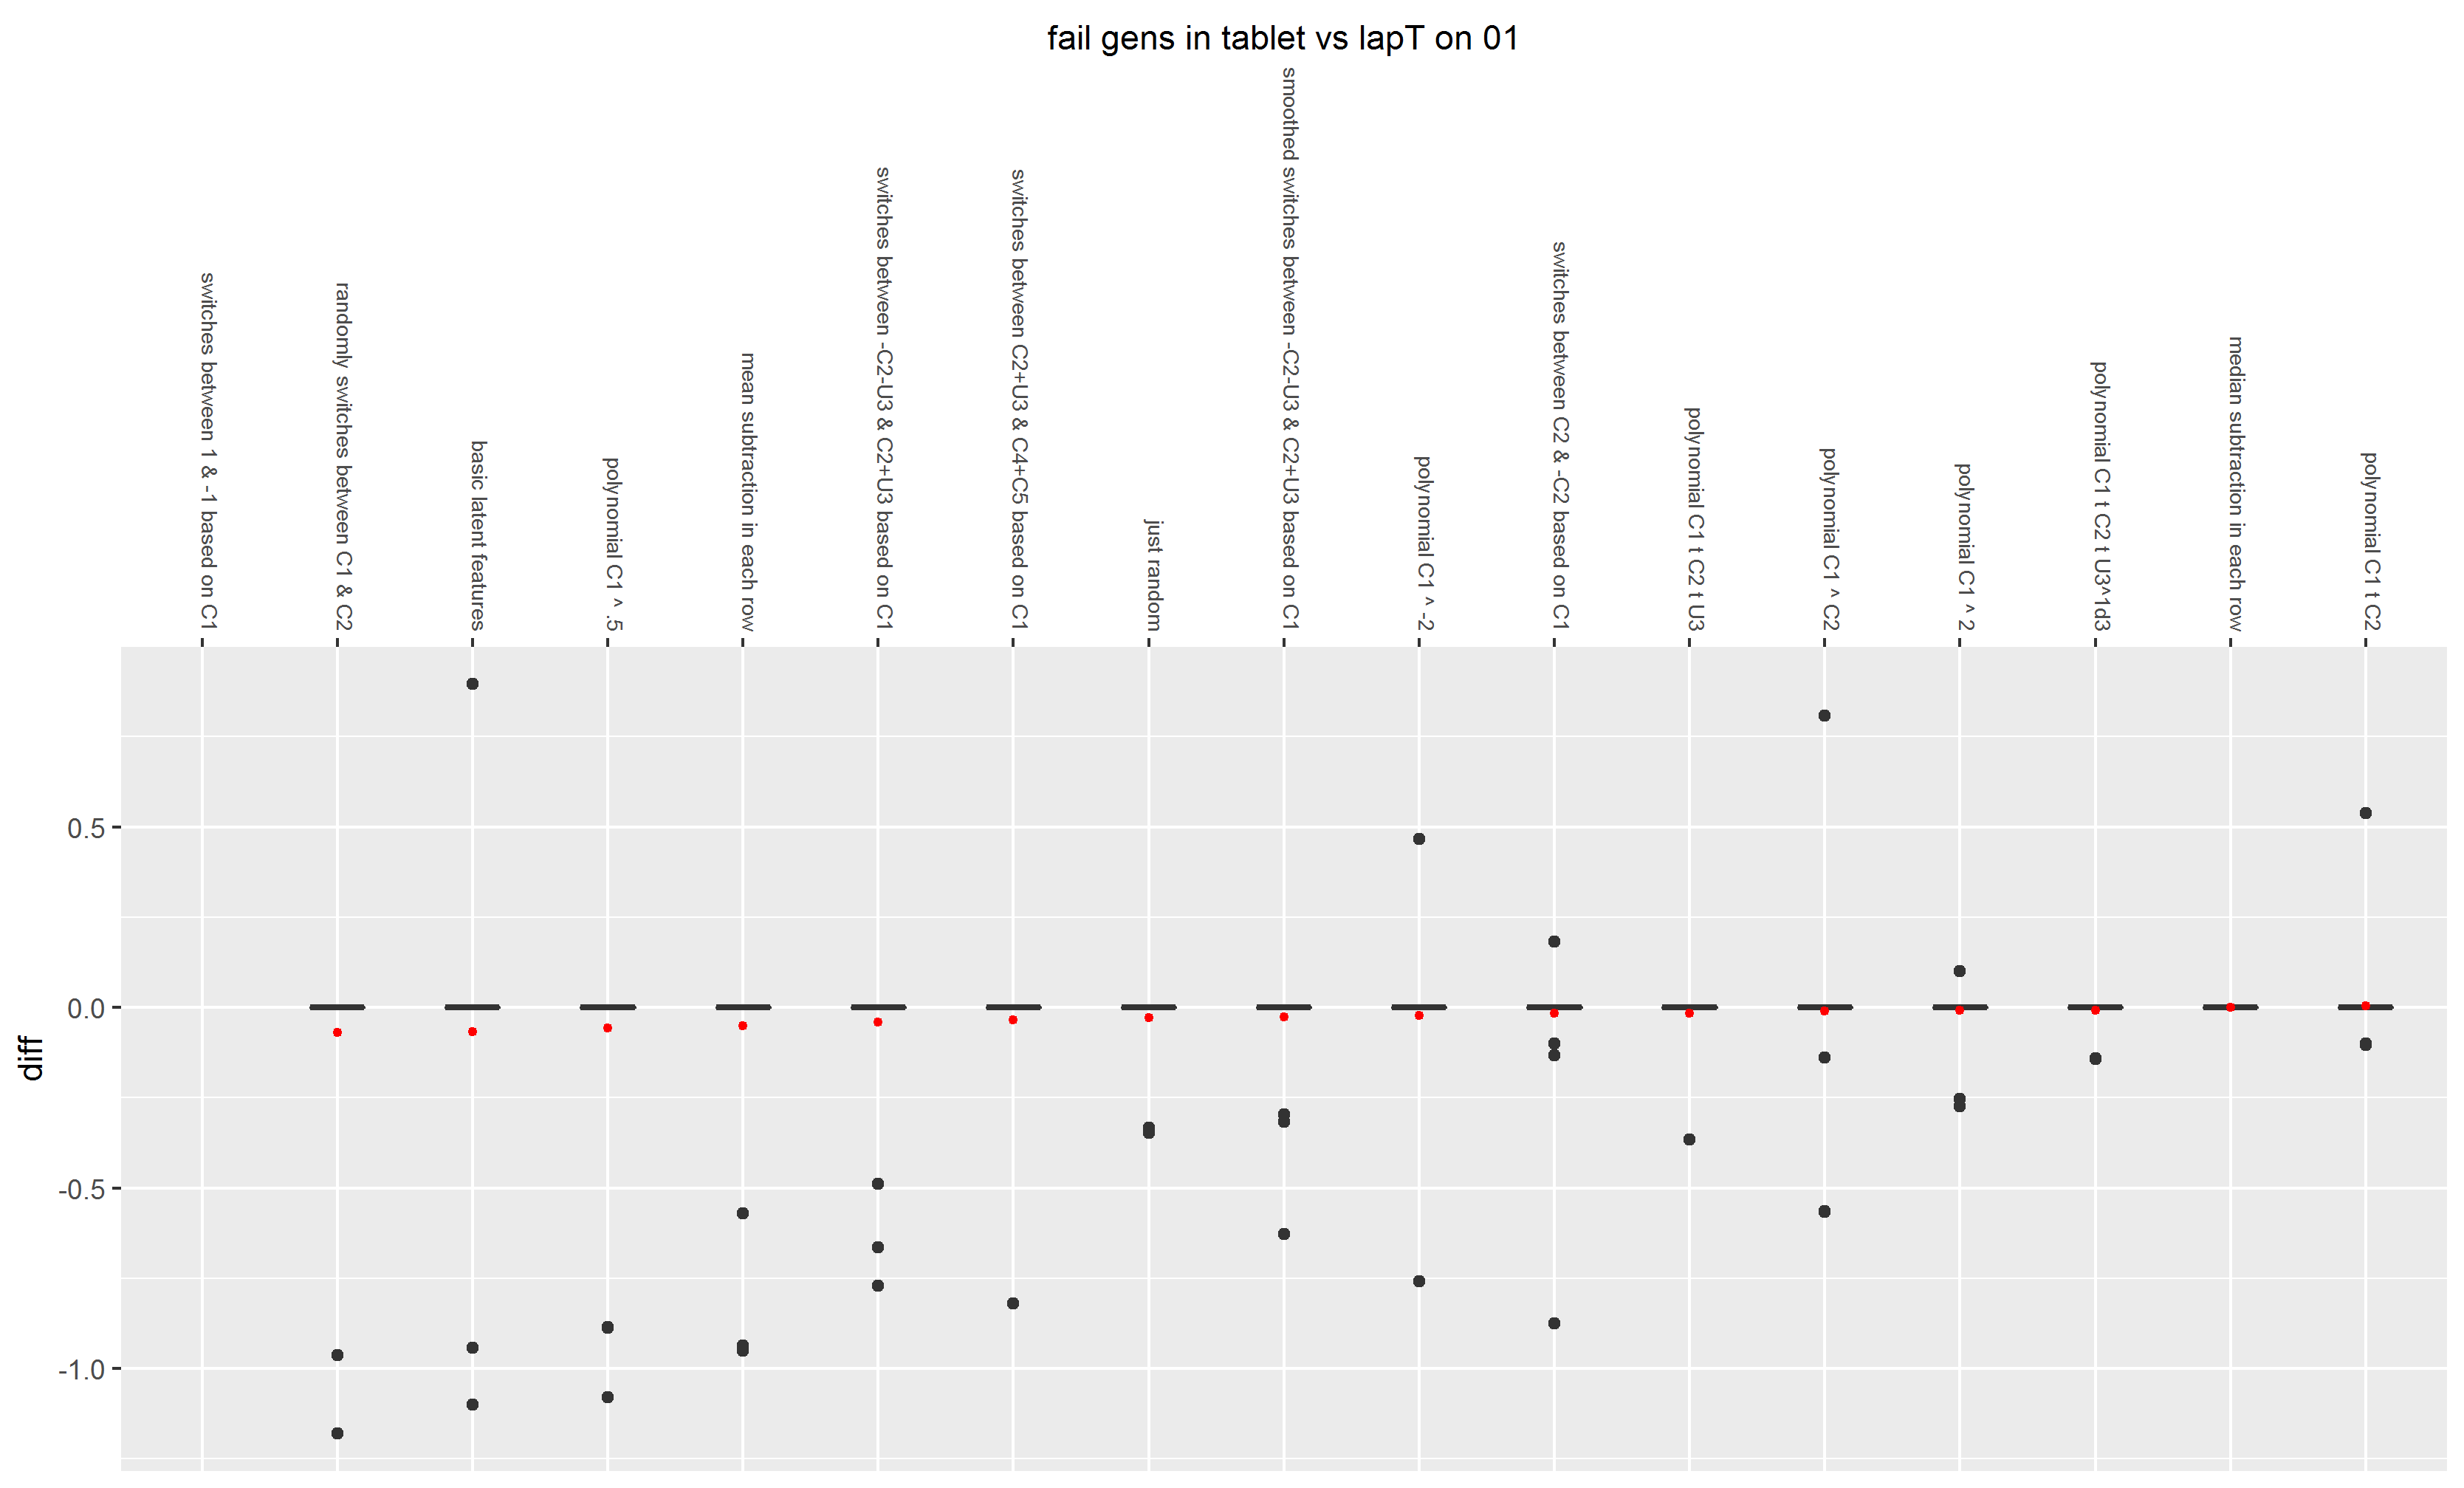 fail gens in tablet vs lapT on 01
switches between 1 & -1 based on C1
randomly switches between C1 & C2
basic latent features
polynomial C1 ^ .5
mean subtraction in each row
switches between -C2-U3 & C2+U3 based on C1
switches between C2+U3 & C4+C5 based on C1
just random
smoothed switches between -C2-U3 & C2+U3 based on C1
polynomial C1 ^ -2
switches between C2 & -C2 based on C1
polynomial C1 t C2 t U3
polynomial C1 ^ C2
polynomial C1 ^ 2
polynomial C1 t C2 t U3^1d3
median subtraction in each row
polynomial C1 t C2
0.5
0.0
-0.5
-1.0
diff